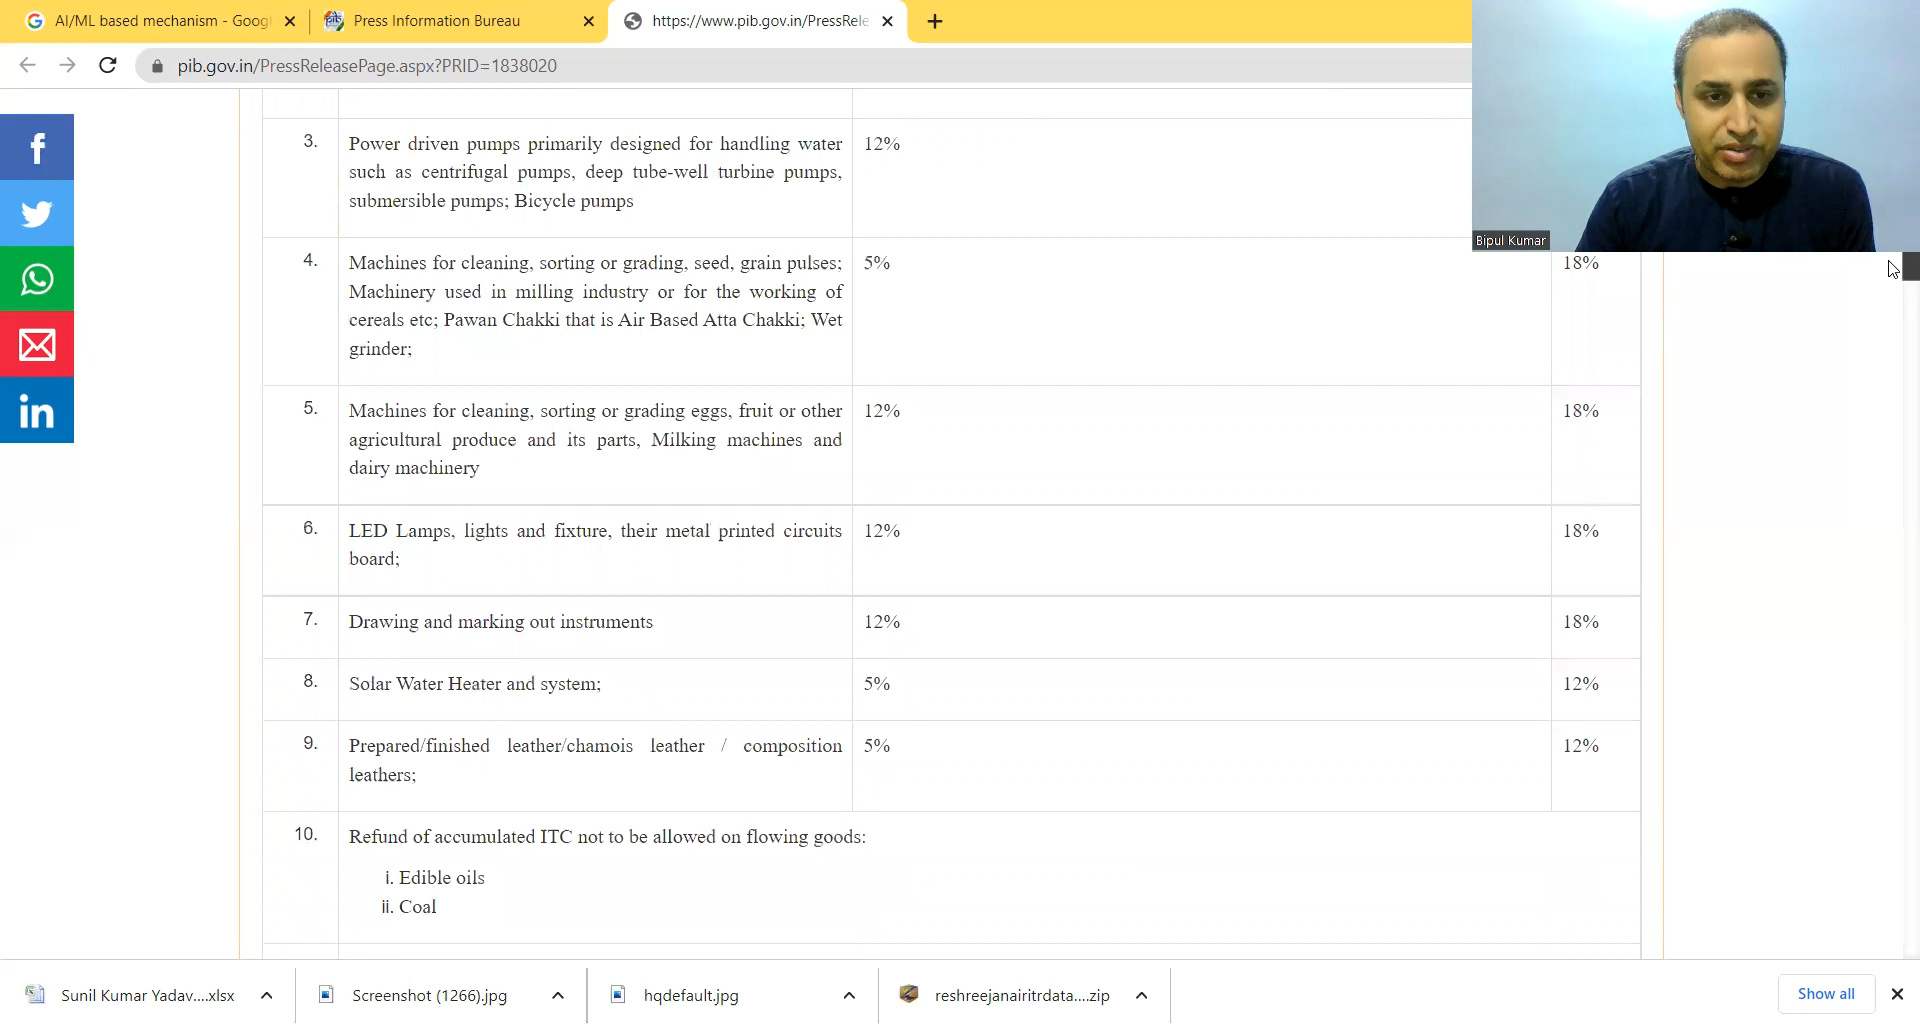 AI/ML based mechanism - Goog
Press Information Bureau
https://www.pib.gov.in/PressRele
pib.gov.in/PressReleasePage.aspx?PRID=1838020
Bipul Kumar
3. Power driven pumps primarily designed for handling water 12%
such as centrifugal pumps, deep tube-well turbine pumps,
submersible pumps; Bicycle pumps
4. Machines for cleaning, sorting or grading, seed, grain pulses; 5% 18%
Machinery used in milling industry or for the working of
cereals etc; Pawan Chakki that is Air Based Atta Chakki; Wet
grinder;
5. Machines for cleaning, sorting or grading eggs, fruit or other 12% 18%
agricultural produce and its parts, Milking machines and
dairy machinery
6. LED Lamps, lights and fixture, their metal printed circuits 12% 18%
board;
7. Drawing and marking out instruments 12% 18%
8. Solar Water Heater and system; 5% 12%
9. Prepared/finished leather/chamois leather / composition 5% 12%
leathers;
10. Refund of accumulated ITC not to be allowed on flowing goods:
i. Edible oils
ii. Coal
Sunil Kumar Yadav....xlsx
Screenshot (1266).jpg
hqdefault.jpg
reshreejanairitrdata....zip
Show all